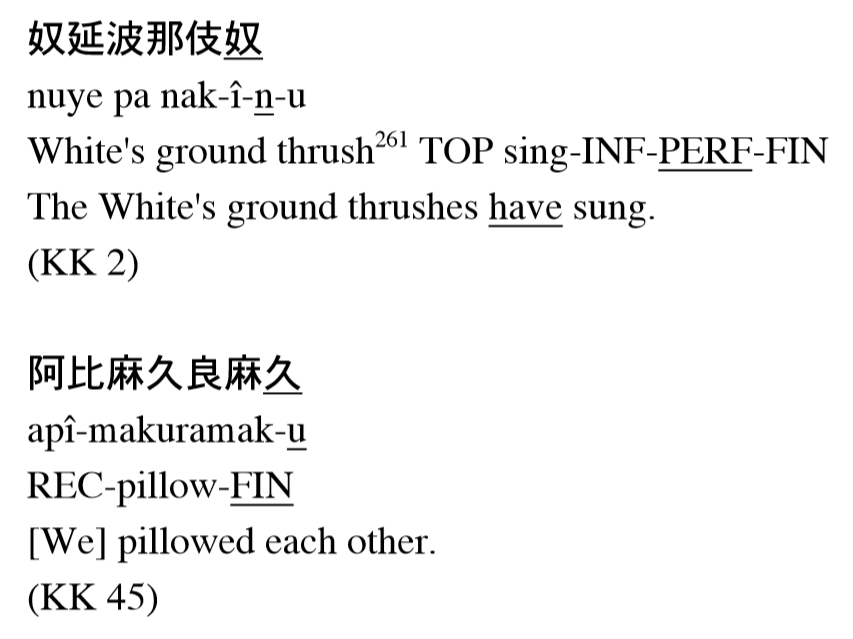 奴延波那伎奴
nuye pa nak-î-n-u
White's ground thrush261 TOP sing-INF-PERF-FIN
The White's ground thrushes have sung.
(KK 2)
阿比麻久良麻久
apî-makuramak-u
REC-pillow-FIN
[We] pillowed each other.
(KK 45)